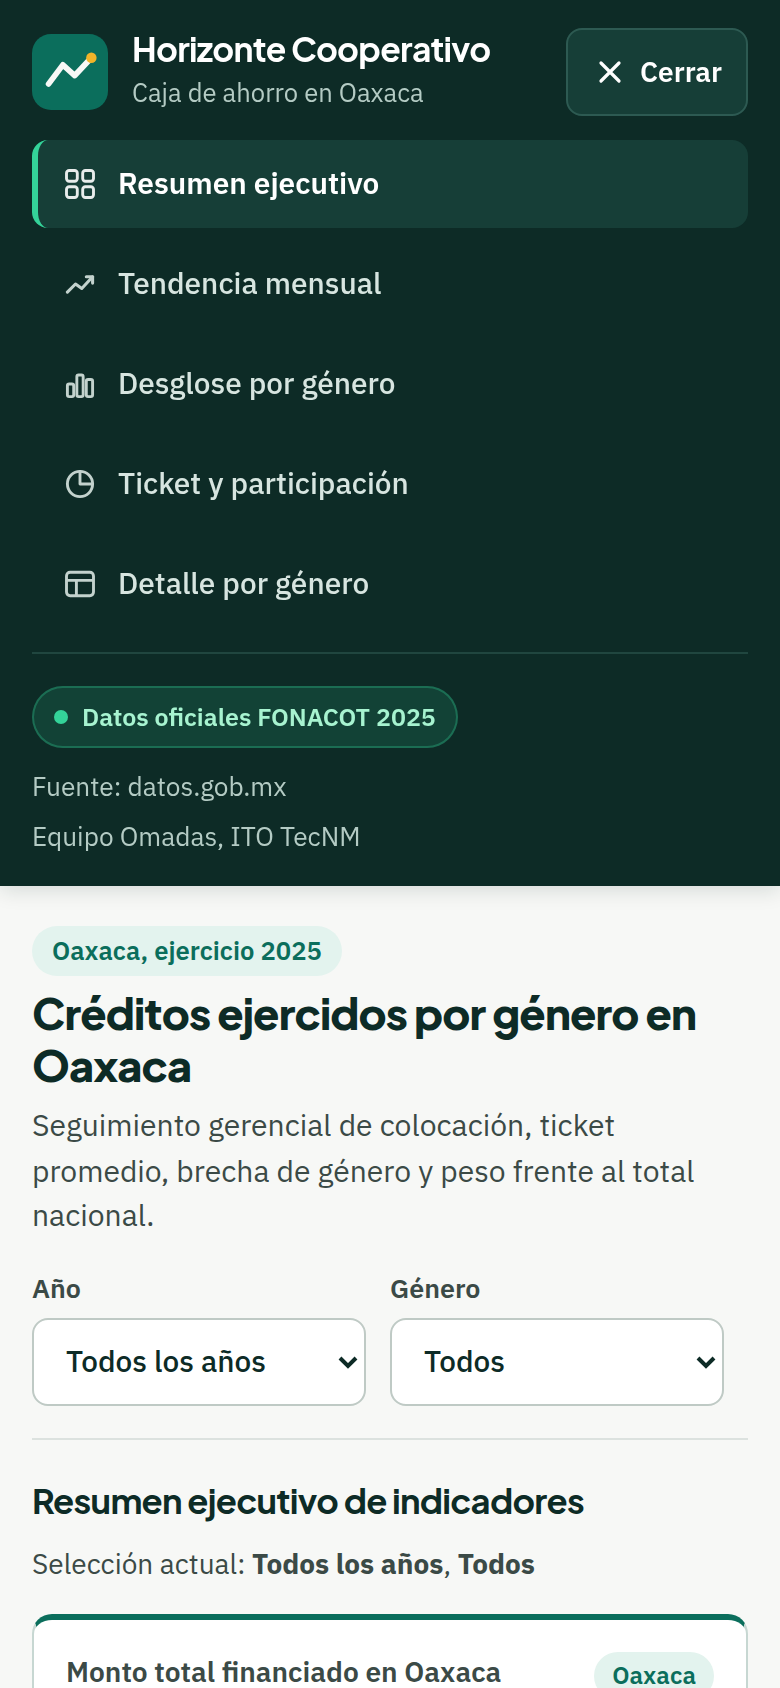 Horizonte Cooperativo
Caja de ahorro en Oaxaca
Cerrar
Resumen ejecutivo
Tendencia mensual
Desglose por género
Ticket y participación
Detalle por género
Datos oficiales FONACOT 2025
Fuente: datos.gob.mx
Equipo Omadas, ITO TecNM
Oaxaca, ejercicio 2025
Créditos ejercidos por género en
Oaxaca
Seguimiento gerencial de colocación, ticket
promedio, brecha de género y peso frente al total
nacional.
Año
Género
Todos los años
Todos
Resumen ejecutivo de indicadores
Selección actual: Todos los años, Todos
Monto total financiado en Oaxaca
Oaxaca